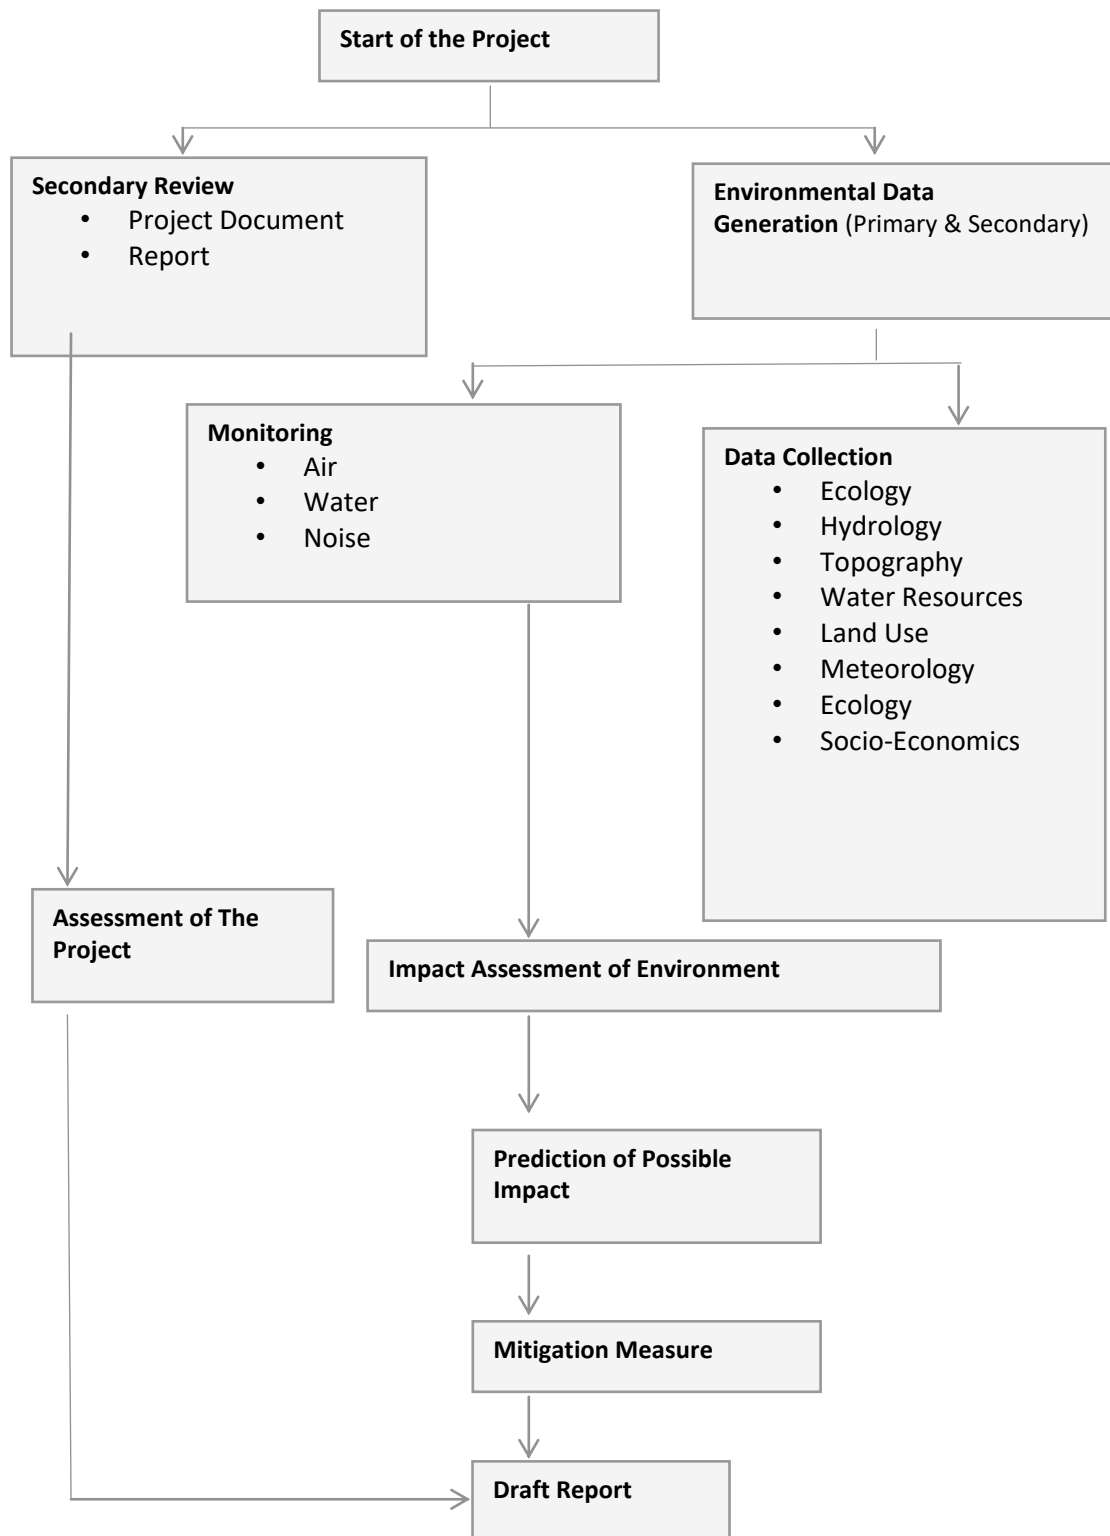 Start of the Project
Secondary Review
• Project Document
• Report
Environmental Data
Generation (Primary & Secondary)
Monitoring
• Air
• Water
• Noise
Data Collection
• Ecology
• Hydrology
• Topography
• Water Resources
• Land Use
• Meteorology
• Ecology
• Socio-Economics
Assessment of The
Project
Impact Assessment of Environment
Prediction of Possible
Impact
Mitigation Measure
Draft Report